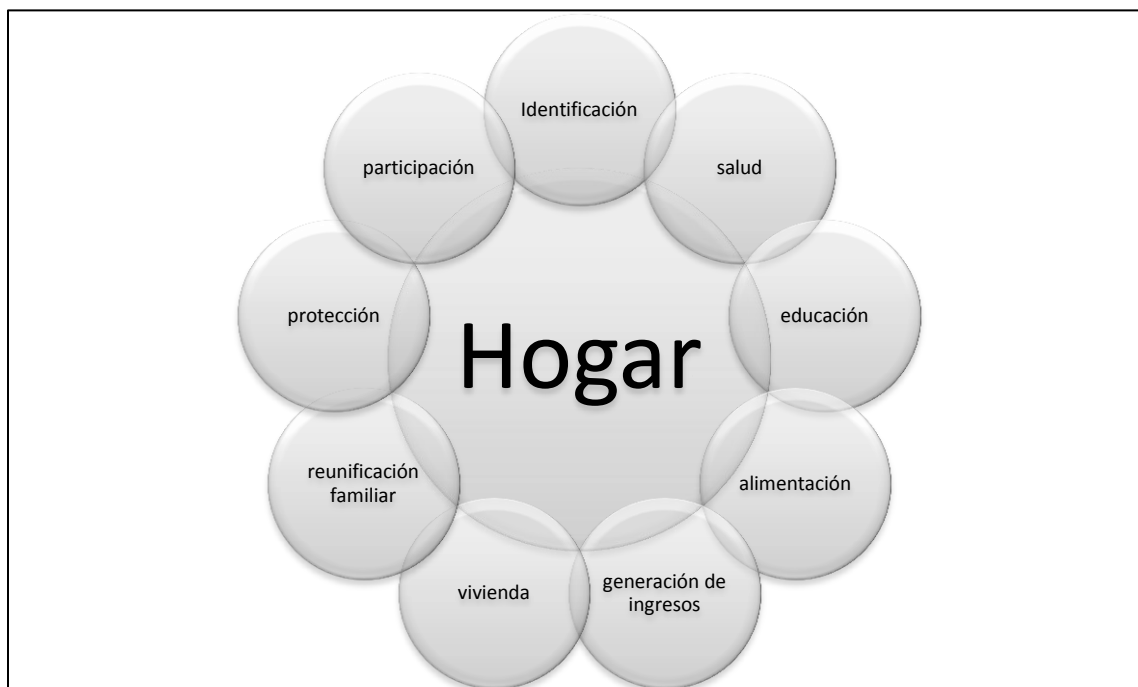 Identificación
participación
salud
protección
educación
Hogar
reunificación
familiar
alimentación
vivienda
generación de
ingresos